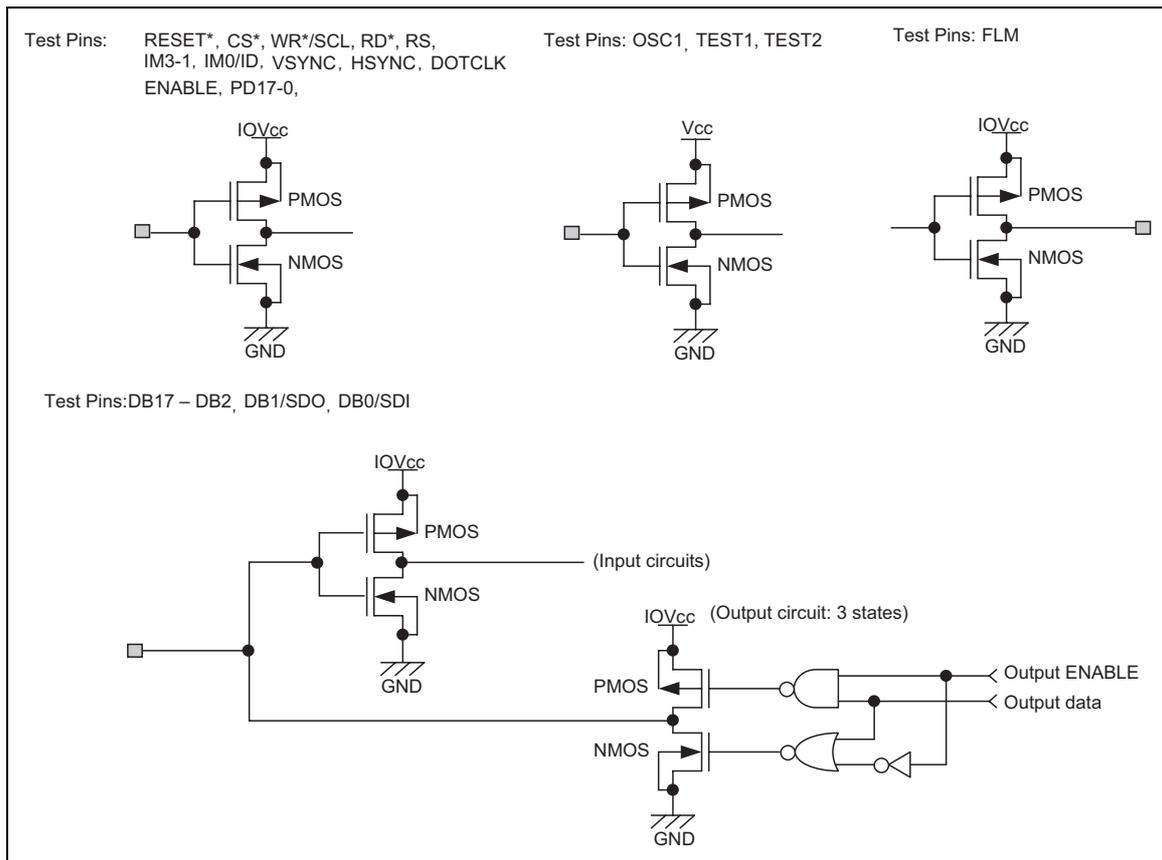 Test Pins: RESET*, CS*, WR*/SCL, RD*, RS,
IM3-1, IM0/ID, VSYNC, HSYNC, DOTCLK
ENABLE, PD17-0,
IOVcc
PMOS
NMOS
GND
Test Pins: OSC1, TEST1, TEST2
Vcc
PMOS
NMOS
GND
Test Pins: FLM
IOVcc
PMOS
NMOS
GND
Test Pins:DB17 – DB2, DB1/SDO, DB0/SDI
IOVcc
PMOS
(Input circuits)
NMOS
GND
IOVcc
(Output circuit: 3 states)
PMOS
Output ENABLE
Output data
NMOS
GND